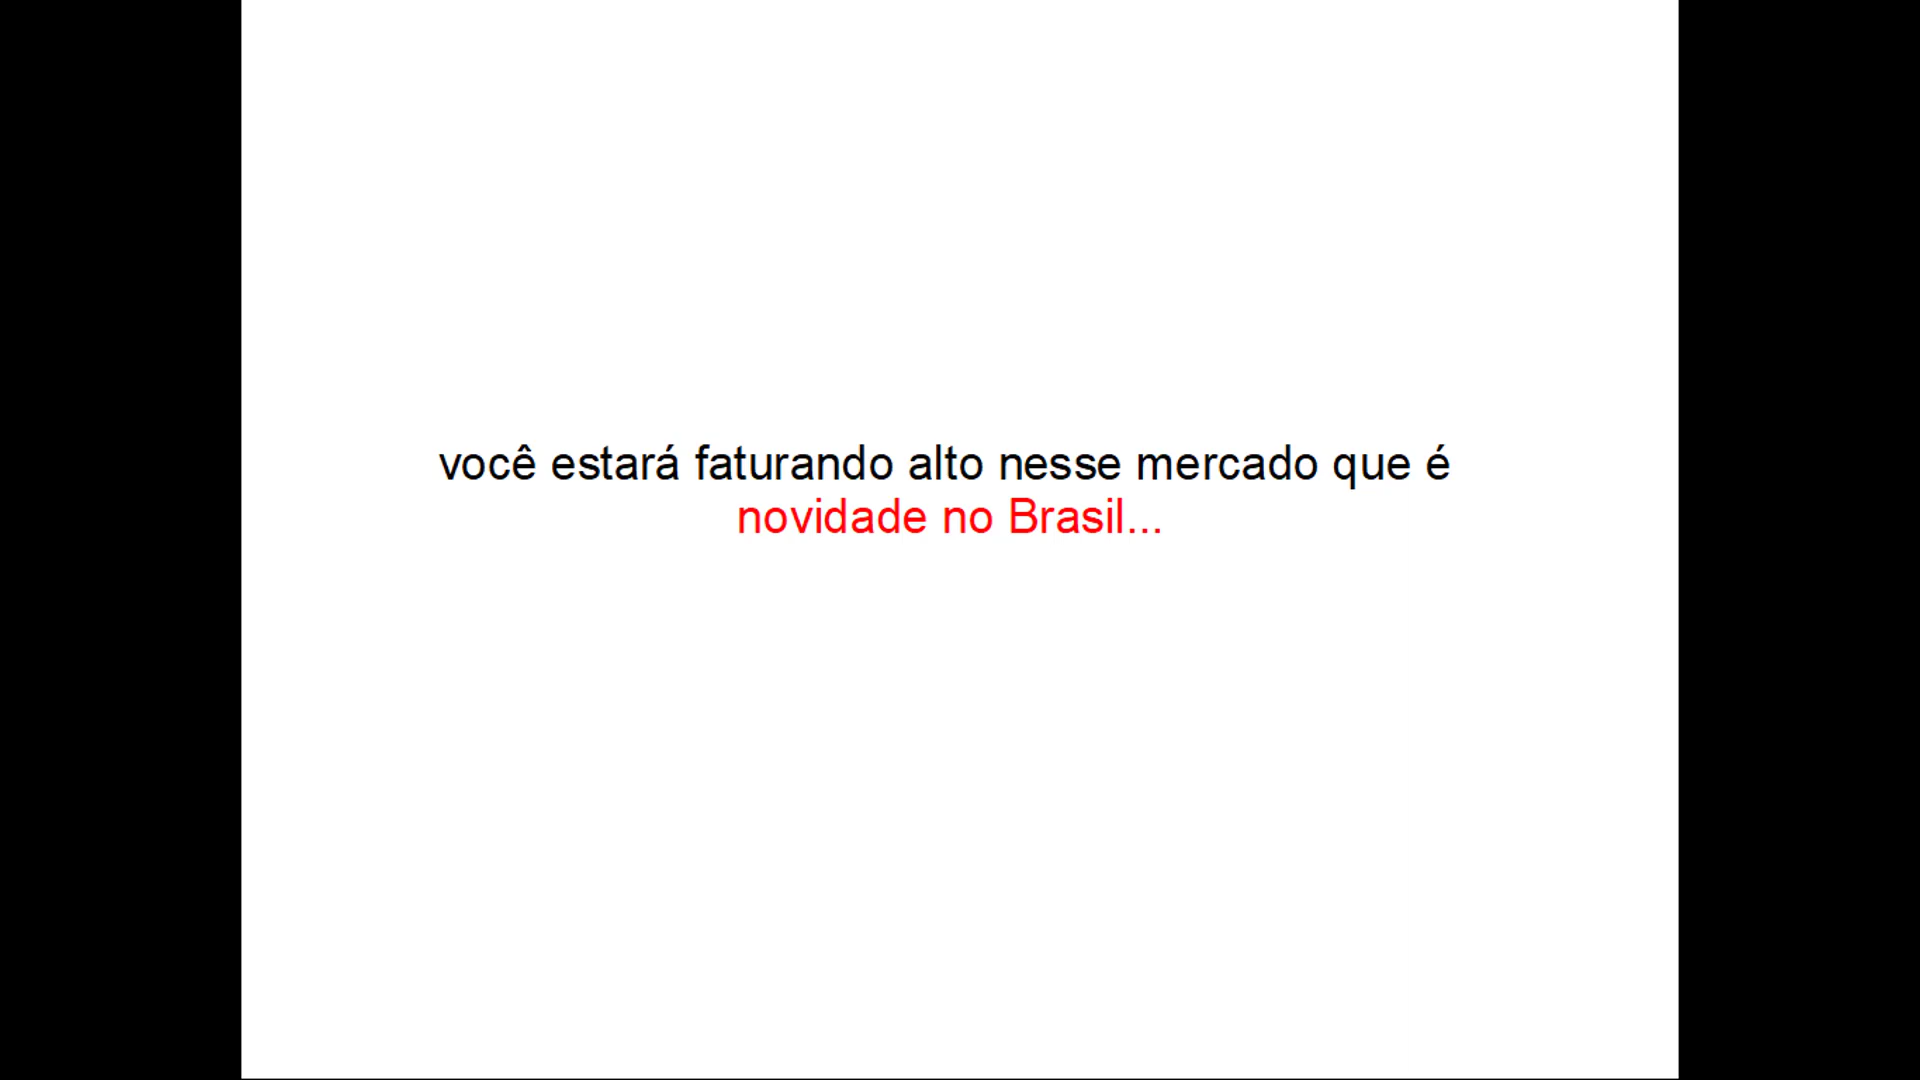 você estará faturando alto nesse mercado que é
novidade no Brasil...